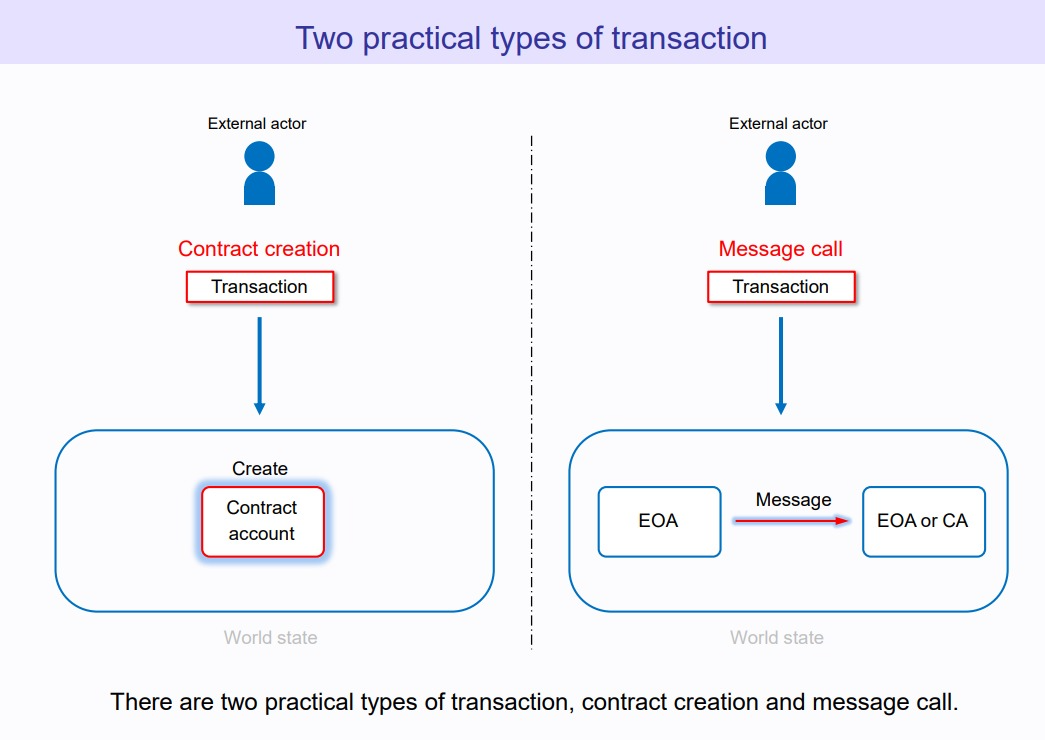 Two practical types of transaction
External actor
Contract creation
Transaction
Create
Contract
account
World state
External actor
Message call
Transaction
EOA
Message
EOA or CA
World state
There are two practical types of transaction, contract creation and message call.